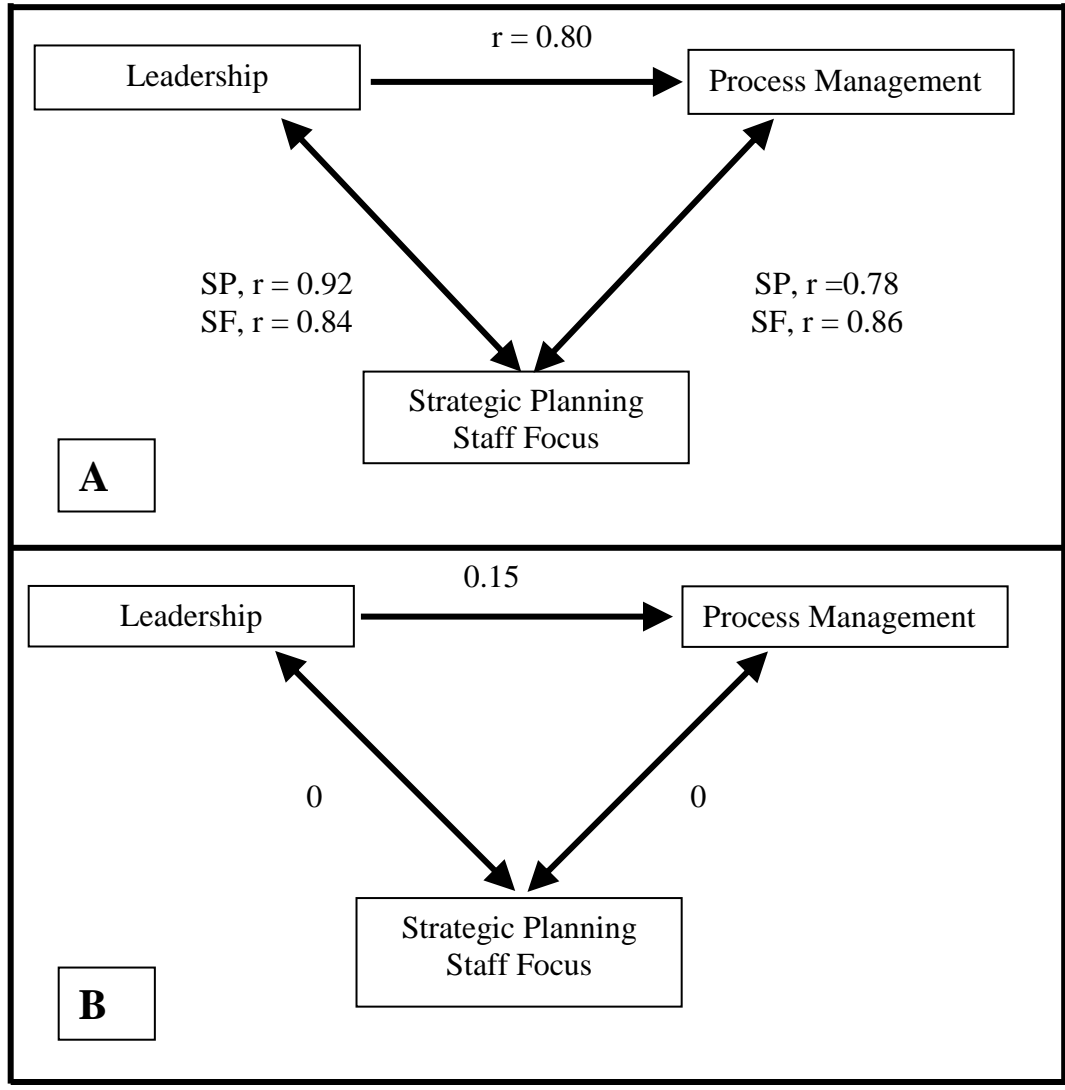 r = 0.80
Leadership
Process Management
SP, r = 0.92
SF, r = 0.84
SP, r =0.78
SF, r = 0.86
Strategic Planning
Staff Focus
A
0.15
Leadership
Process Management
0
0
Strategic Planning
Staff Focus
B